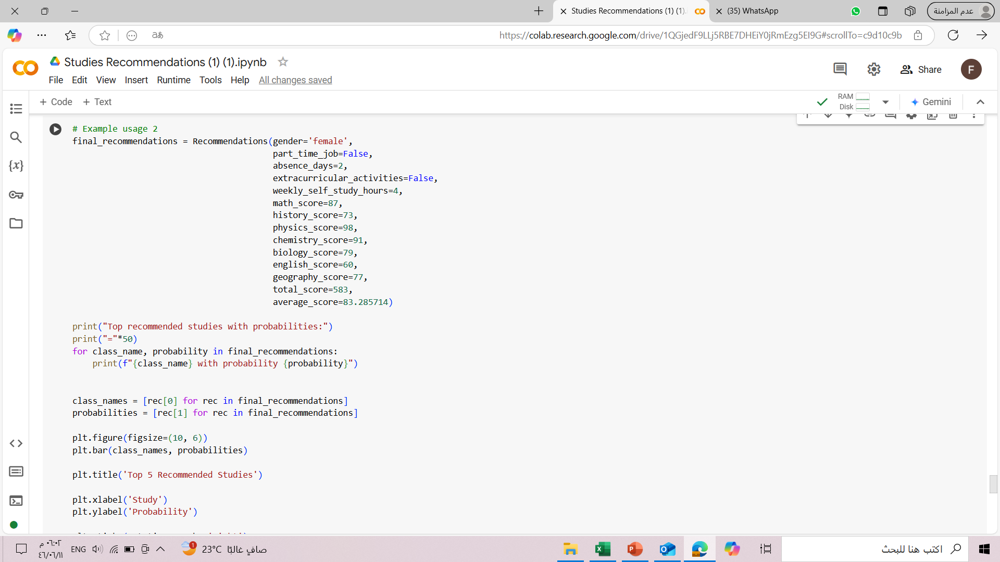 Studies Recommendations (1) (1).
(35) WhatsApp
عدم المزامنة
https://colab.research.google.com/drive/1QGjedF9LLj5RBE7DHEiY0jRmEzg5EI9G#scrollTo=c9d10c9b
Studies Recommendations (1) (1).ipynb
File Edit View Insert Runtime Tools Help All changes saved
Share
F
+ Code + Text
RAM
Disk
Gemini
# Example usage 2
final_recommendations = Recommendations(gender='female',
part_time_job=False,
absence_days=2,
extracurricular_activities=False,
weekly_self_study_hours=4,
math_score=87,
history_score=73,
physics_score=98,
chemistry_score=91,
biology_score=79,
english_score=60,
geography_score=77,
total_score=583,
average_score=83.285714)
print("Top recommended studies with probabilities:")
print("="*50)
for class_name, probability in final_recommendations:
print(f"{class_name} with probability {probability}")
class_names = [rec[0] for rec in final_recommendations]
probabilities = [rec[1] for rec in final_recommendations]
plt.figure(figsize=(10, 6))
plt.bar(class_names, probabilities)
plt.title('Top 5 Recommended Studies')
plt.xlabel('Study')
plt.ylabel('Probability')
٠٦:٠٢ م
٤٦/٠٦/١١
ENG
1
23°C صافٍ غالبًا
اكتب هنا للبحث